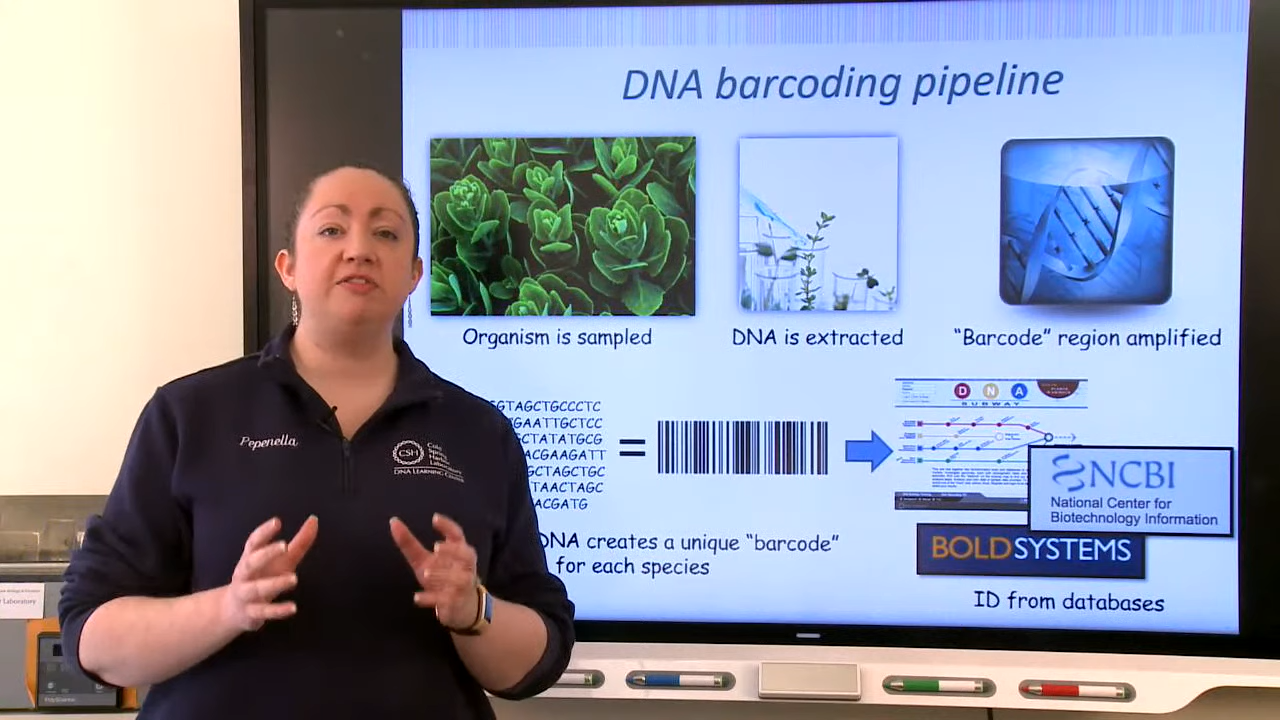 DNA barcoding pipeline
Organism is sampled
DNA is extracted
“Barcode” region amplified
GTAGCTGCCCTC
GAATTGCTCC
CTATATGCG
ACGAAGATT
GCTAGCTGC
TAACTAGC
ACGATG
=
DNA creates a unique “barcode”
for each species
D N A
SUBWAY
NCBI
National Center for
Biotechnology Information
BOLDSYSTEMS
ID from databases
Pepenella
CSH
Cold
Spring
Harbor
Laboratory
DNA LEARNING CENTER
Laboratory